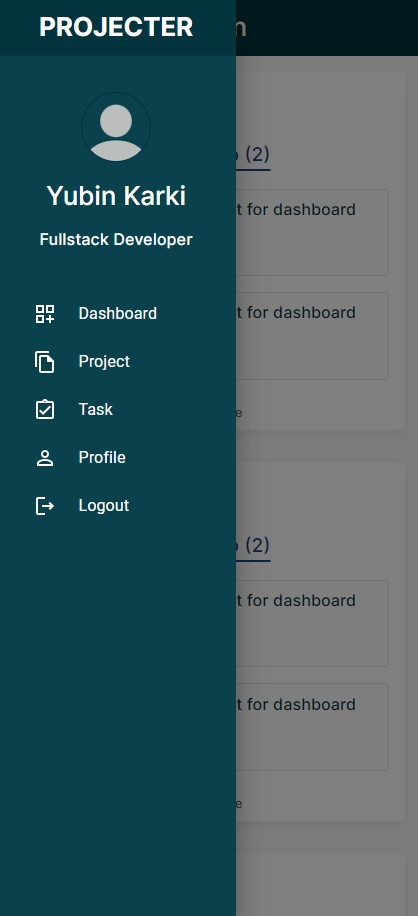 PROJECTER
Yubin Karki
Fullstack Developer
Dashboard
Project
Task
Profile
Logout
(2)
for dashboard
for dashboard
(2)
for dashboard
for dashboard